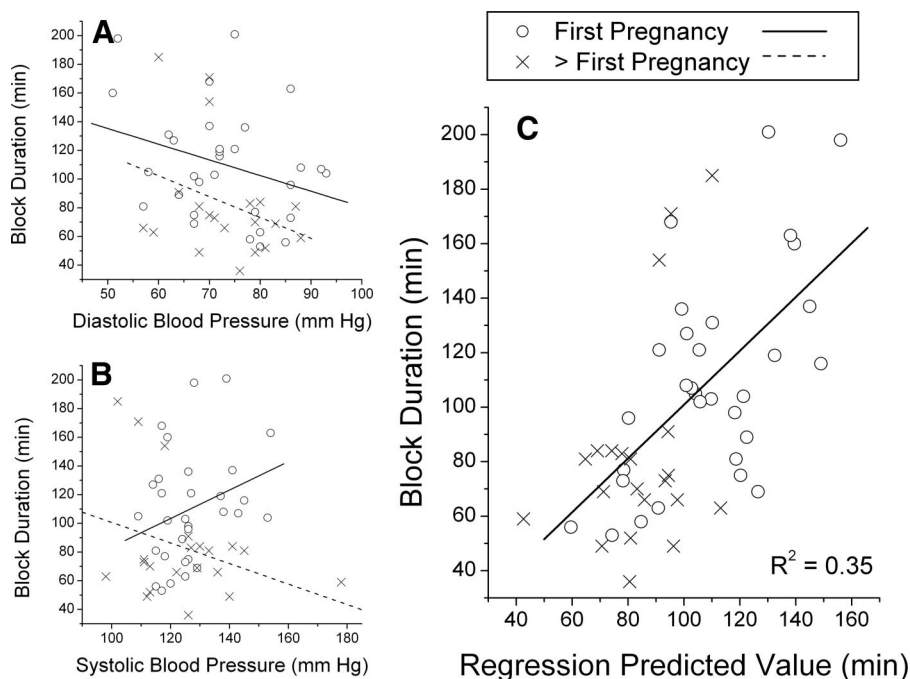 A
200
180
160
140
120
100
80
60
40
50 60 70 80 90 100
Block Duration (min)
Diastolic Blood Pressure (mm Hg)
B
200
180
160
140
120
100
80
60
40
100 120 140 160 180
Block Duration (min)
Systolic Blood Pressure (mm Hg)
First Pregnancy
> First Pregnancy
C
200
180
160
140
120
100
80
60
40
40 60 80 100 120 140 160
Block Duration (min)
R² = 0.35
Regression Predicted Value (min)